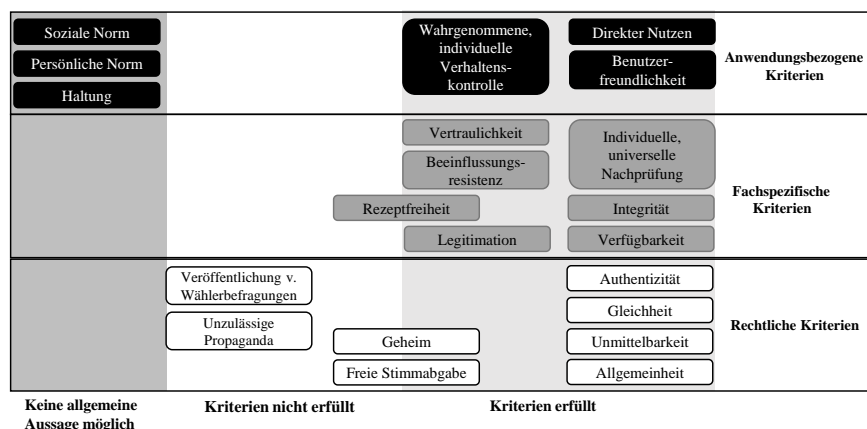 Soziale Norm
Persönliche Norm
Haltung
Wahrgenommene,
individuelle
Verhaltens-
kontrolle
Direkter Nutzen
Benutzer-
freundlichkeit
Anwendungsbezogene
Kriterien
Vertraulichkeit
Beeinflussungs-
resistenz
Rezeptfreiheit
Legitimation
Individuelle,
universelle
Nachprüfung
Integrität
Verfügbarkeit
Fachspezifische
Kriterien
Veröffentlichung v.
Wählerbefragungen
Unzulässige
Propaganda
Geheim
Freie Stimmabgabe
Authentizität
Gleichheit
Unmittelbarkeit
Allgemeinheit
Rechtliche Kriterien
Keine allgemeine
Aussage möglich
Kriterien nicht erfüllt
Kriterien erfüllt